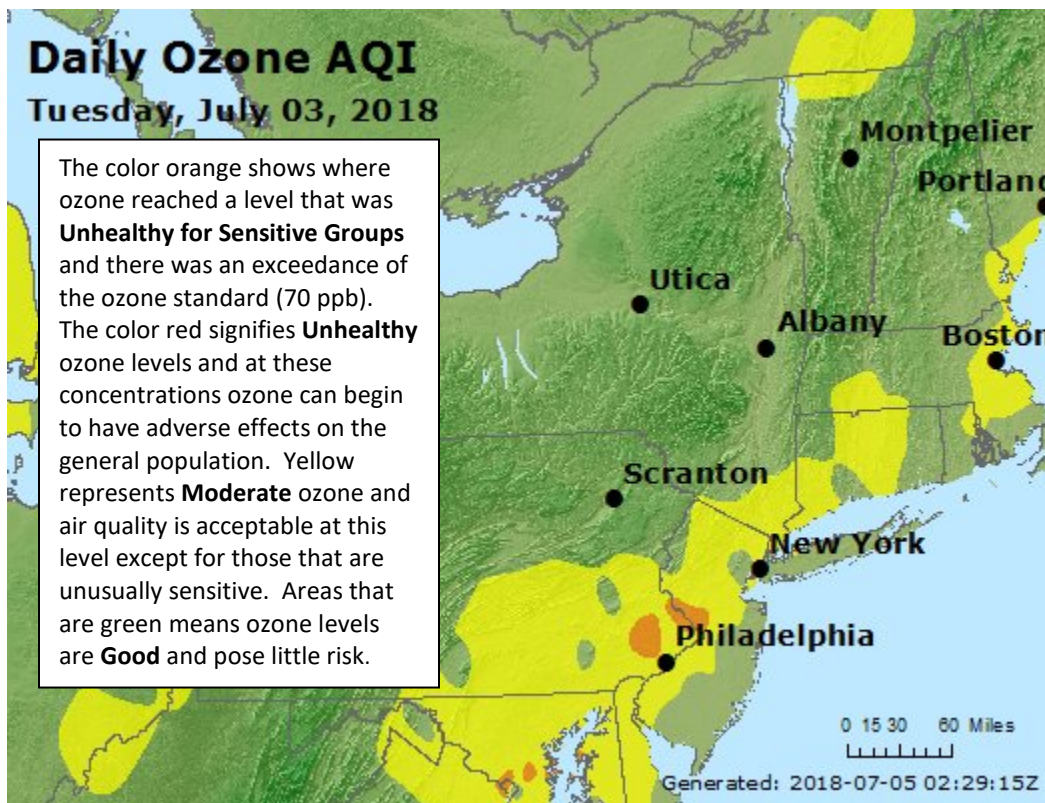 Daily Ozone AQI
Tuesday, July 03, 2018
The color orange shows where
ozone reached a level that was
Unhealthy for Sensitive Groups
and there was an exceedance of
the ozone standard (70 ppb).
The color red signifies Unhealthy
ozone levels and at these
concentrations ozone can begin
to have adverse effects on the
general population. Yellow
represents Moderate ozone and
air quality is acceptable at this
level except for those that are
unusually sensitive. Areas that
are green means ozone levels
are Good and pose little risk.
Montpelier
Portland
Utica
Albany
Boston
Scranton
New York
Philadelphia
0 15 30 60 Miles
Generated: 2018-07-05 02:29:15Z